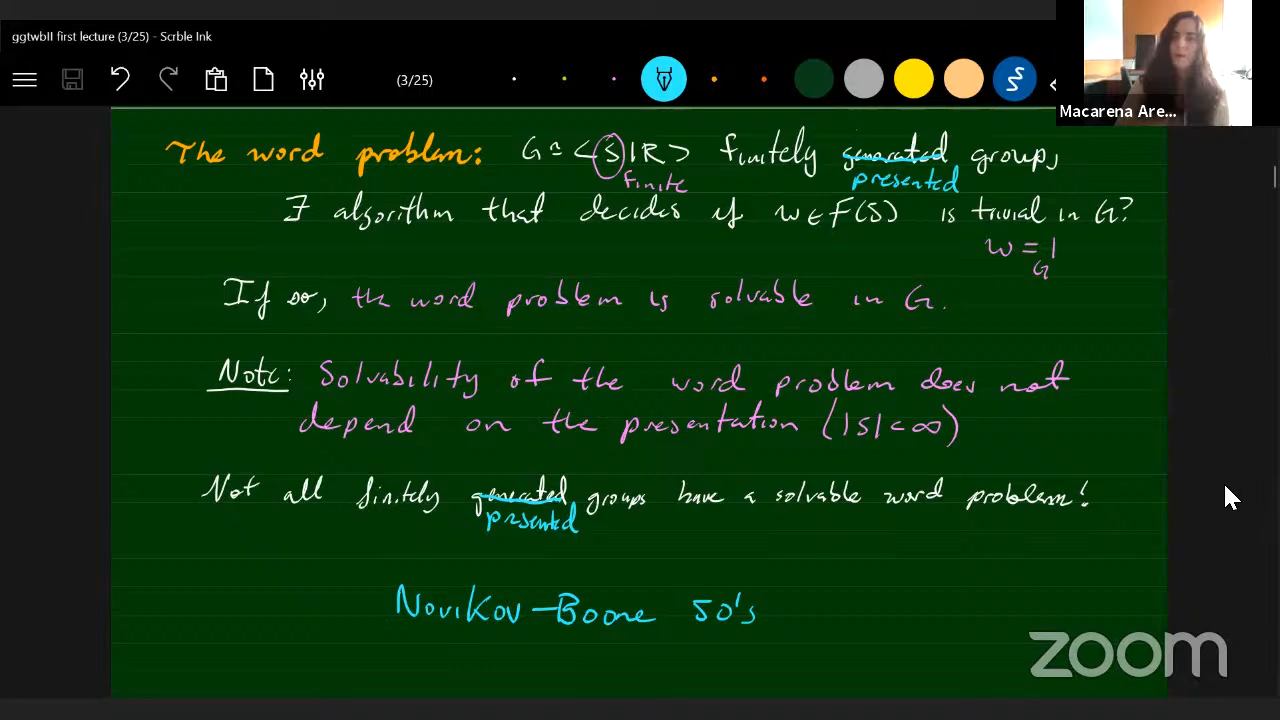 ggtwbII first lecture (3/25) - Scrble Ink
(3/25)
Macarena Are...
The word problem: G = <S|R> finitely generated groups,
finite
presented
∃ algorithm that decides if w ∈ F(S) is trivial in G?
w = 1
G
If so, the word problem is solvable in G.
Note: Solvability of the word problem does not
depend on the presentation (|S| < ∞)
Not all finitely generated groups have a solvable word problem!
presented
Novikov-Boone 50's
zoom